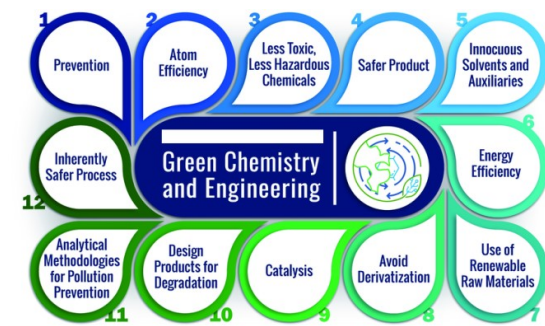 1
Prevention
2
Atom
Efficiency
3
Less Toxic,
Less Hazardous
Chemicals
4
Safer Product
5
Innocuous
Solvents and
Auxiliaries
6
Energy
Efficiency
Green Chemistry
and Engineering
Inherently
Safer Process
12
Analytical
Methodologies
for Pollution
Prevention
11
Design
Products for
Degradation
10
Catalysis
9
Avoid
Derivatization
8
Use of
Renewable
Raw Materials
7